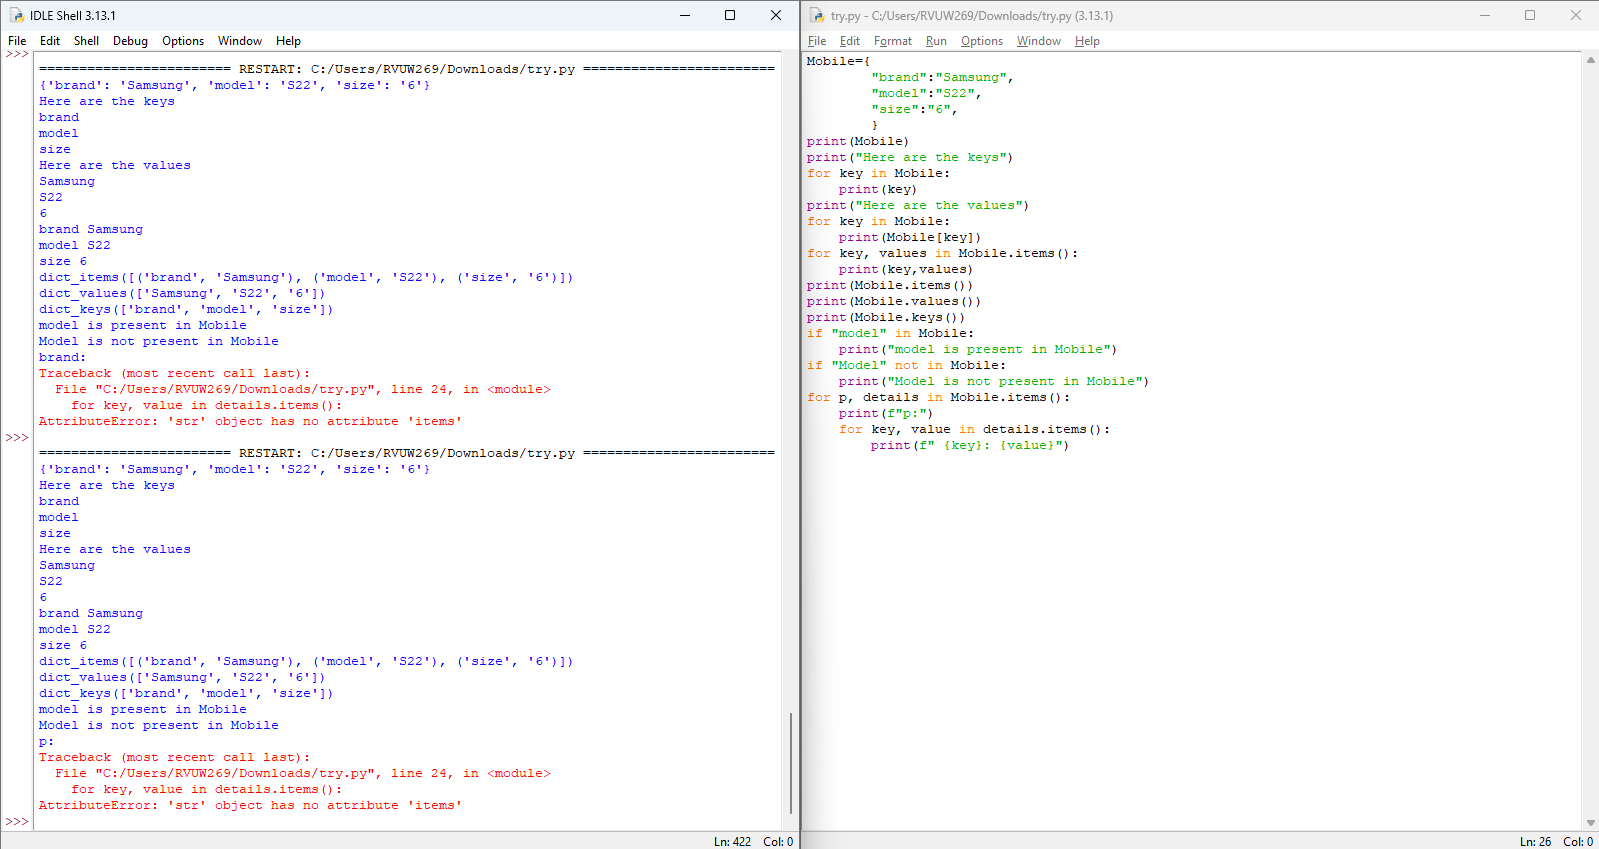 IDLE Shell 3.13.1
File Edit Shell Debug Options Window Help
>>>
======================== RESTART: C:/Users/RVUW269/Downloads/try.py ========================
{'brand': 'Samsung', 'model': 'S22', 'size': '6'}
Here are the keys
brand
model
size
Here are the values
Samsung
S22
6
brand Samsung
model S22
size 6
dict_items([('brand', 'Samsung'), ('model', 'S22'), ('size', '6')])
dict_values(['Samsung', 'S22', '6'])
dict_keys(['brand', 'model', 'size'])
model is present in Mobile
Model is not present in Mobile
brand:
Traceback (most recent call last):
  File "C:/Users/RVUW269/Downloads/try.py", line 24, in <module>
    for key, value in details.items():
AttributeError: 'str' object has no attribute 'items'
>>>
======================== RESTART: C:/Users/RVUW269/Downloads/try.py ========================
{'brand': 'Samsung', 'model': 'S22', 'size': '6'}
Here are the keys
brand
model
size
Here are the values
Samsung
S22
6
brand Samsung
model S22
size 6
dict_items([('brand', 'Samsung'), ('model', 'S22'), ('size', '6')])
dict_values(['Samsung', 'S22', '6'])
dict_keys(['brand', 'model', 'size'])
model is present in Mobile
Model is not present in Mobile
p:
Traceback (most recent call last):
  File "C:/Users/RVUW269/Downloads/try.py", line 24, in <module>
    for key, value in details.items():
AttributeError: 'str' object has no attribute 'items'
>>>
Ln: 422 Col: 0
try.py - C:/Users/RVUW269/Downloads/try.py (3.13.1)
File Edit Format Run Options Window Help
Mobile={
        "brand":"Samsung",
        "model":"S22",
        "size":"6",
        }
print(Mobile)
print("Here are the keys")
for key in Mobile:
    print(key)
print("Here are the values")
for key in Mobile:
    print(Mobile[key])
for key, values in Mobile.items():
    print(key,values)
print(Mobile.items())
print(Mobile.values())
print(Mobile.keys())
if "model" in Mobile:
    print("model is present in Mobile")
if "Model" not in Mobile:
    print("Model is not present in Mobile")
for p, details in Mobile.items():
    print(f"p:")
    for key, value in details.items():
        print(f" {key}: {value}")
Ln: 26 Col: 0